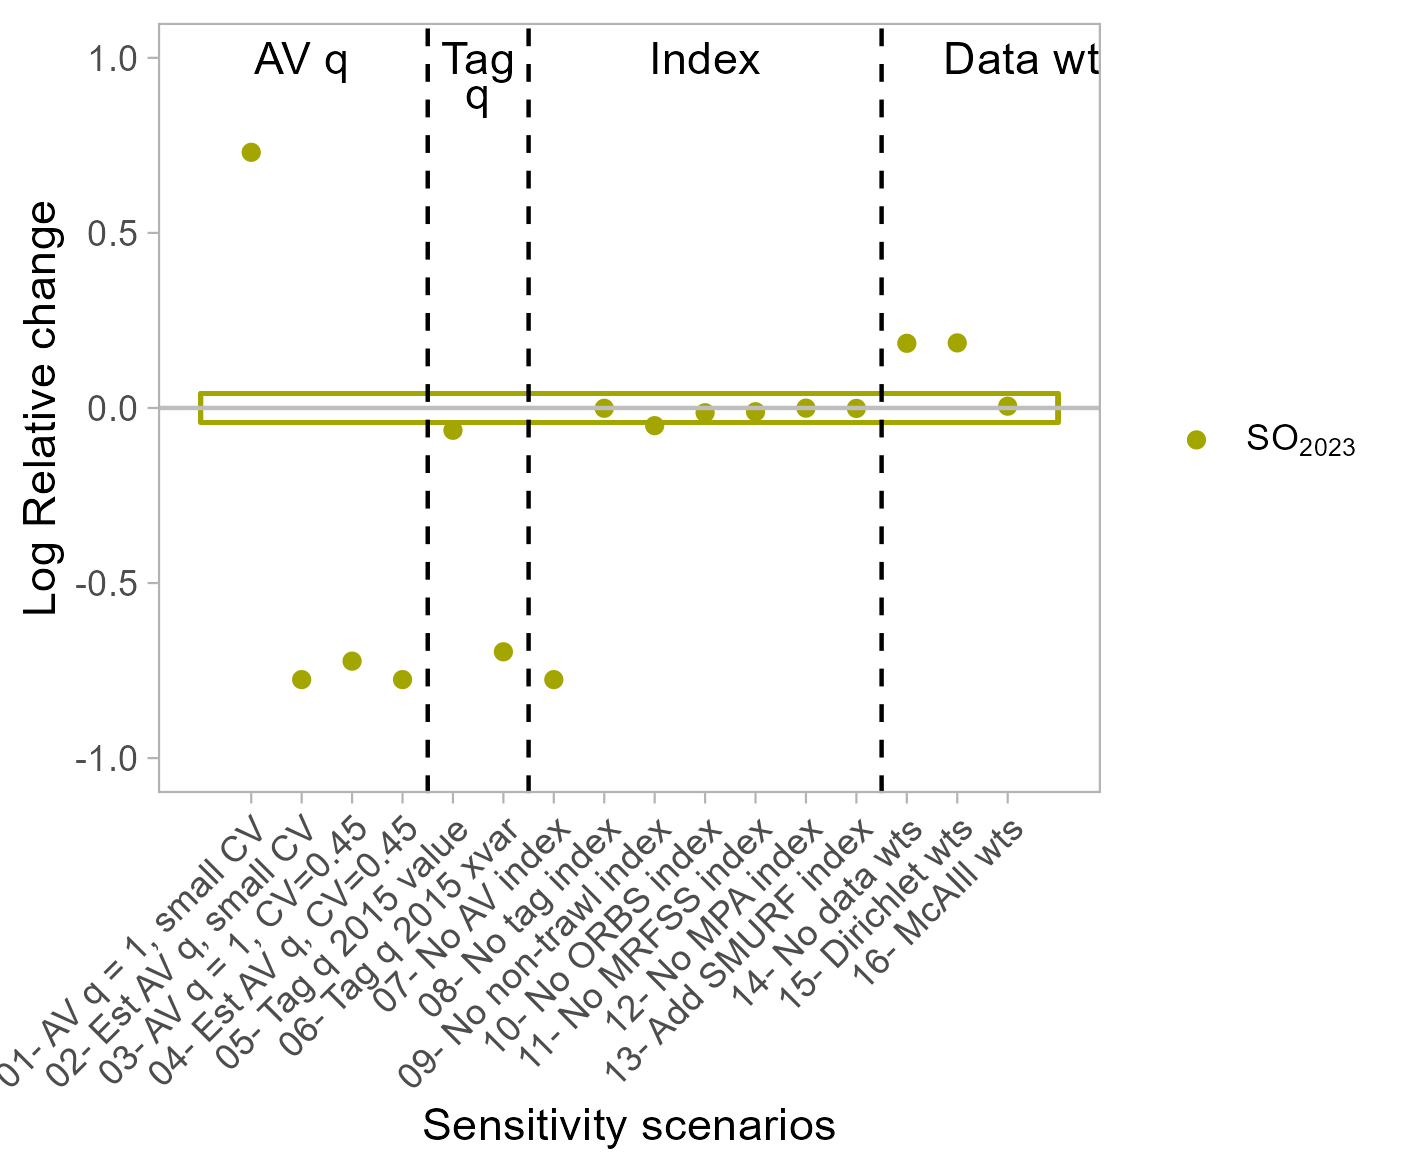 AV q
Tag
q
Index
Data wt
1.0
0.5
0.0
-0.5
-1.0
Log Relative change
SO2023
01- AV q = 1, small CV
02- Est AV q, small CV
03- AV q = 1, CV=0.45
04- Est AV q, CV=0.45
05- Tag q 2015 value
06- Tag q 2015 xvar
07- No AV index
08- No tag index
09- No non-trawl index
10- No ORBS index
11- No MRFSS index
12- No MPA index
13- Add SMURF index
14- No data wts
15- Dirichlet wts
16- McAlll wts
Sensitivity scenarios